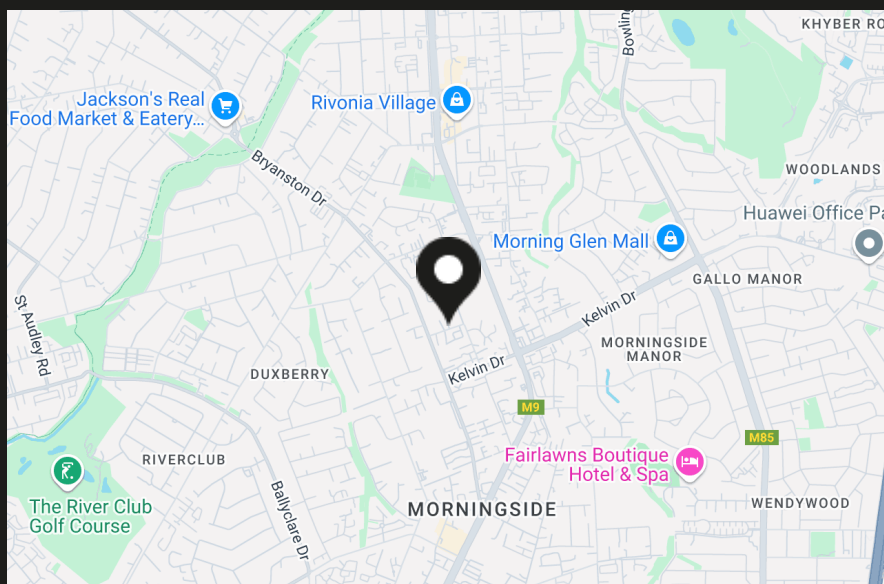 KHYBER RO
Bowling
Jackson's Real
Food Market & Eatery...
Rivonia Village
Bryanston Dr
WOODLANDS
Huawei Office Pa
Morning Glen Mall
GALLO MANOR
Kelvin Dr
St Audley Rd
MORNINGSIDE
MANOR
DUXBERRY
Kelvin Dr
M9
M85
RIVERCLUB
Fairlawns Boutique
Hotel & Spa
The River Club
Golf Course
Ballyclare Dr
MORNINGSIDE
WENDYWOOD